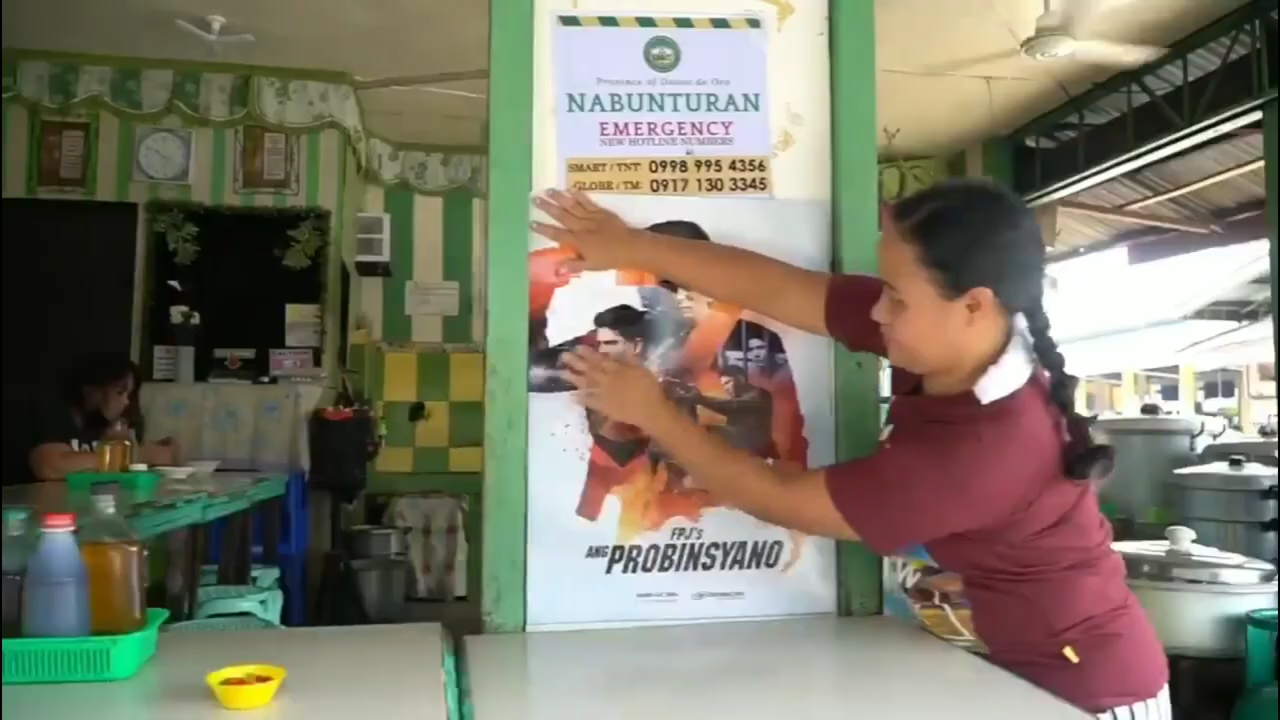 Province of Davao de Oro
NABUNTURAN
EMERGENCY
NEW HOTLINE NUMBERS
SMART / TNT: 0998 995 4356
GLOBE / TM: 0917 130 3345
FPJ's
ANG PROBINSYANO